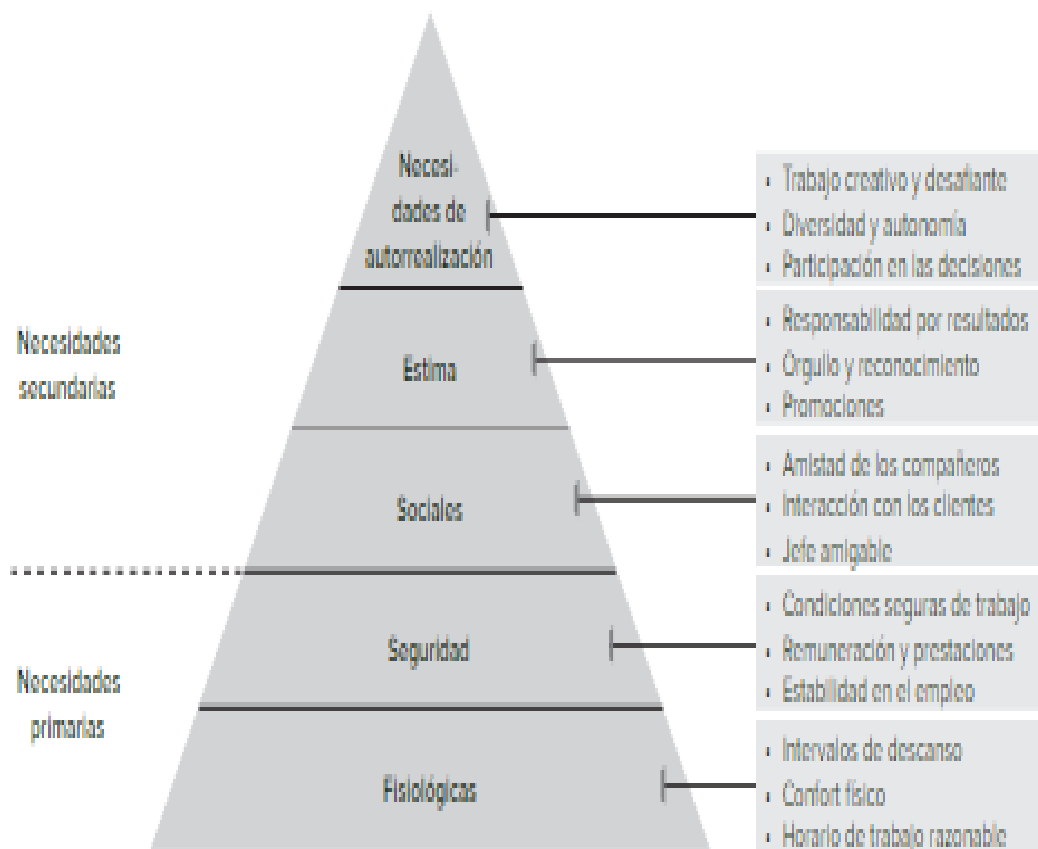 Necesi-
dades de
autorrealización
• Trabajo creativo y desafiante
• Diversidad y autonomía
• Participación en las decisiones
Necesidades
secundarias
Estima
• Responsabilidad por resultados
• Orgullo y reconocimiento
• Promociones
Sociales
• Amistad de los compañeros
• Interacción con los clientes
• Jefe amigable
Necesidades
primarias
Seguridad
• Condiciones seguras de trabajo
• Remuneración y prestaciones
• Estabilidad en el empleo
Fisiológicas
• Intervalos de descanso
• Confort físico
• Horario de trabajo razonable